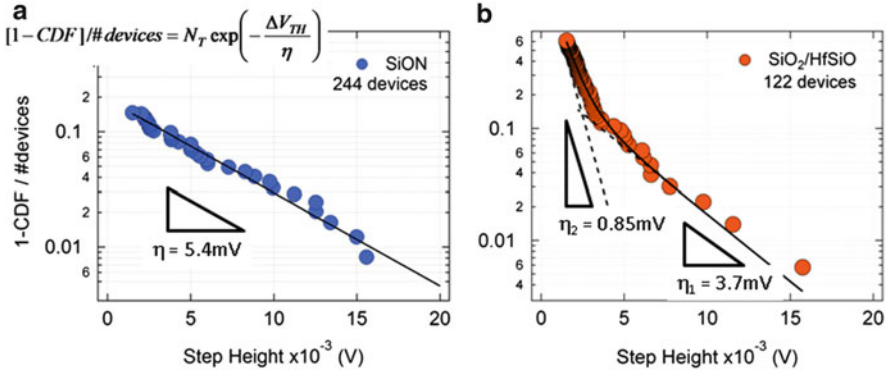 a
[1−CDF]/# devices = N_T exp(−ΔV_TH/η)
SiON
244 devices
1-CDF / #devices
6
4
2
0.1
6
4
2
0.01
6
η = 5.4mV
0 5 10 15 20
Step Height x10⁻³ (V)
b
SiO₂/HfSiO
122 devices
6
4
2
0.1
6
4
2
0.01
6
4
η₂ = 0.85mV
η₁ = 3.7mV
0 5 10 15 20
Step Height x10⁻³ (V)